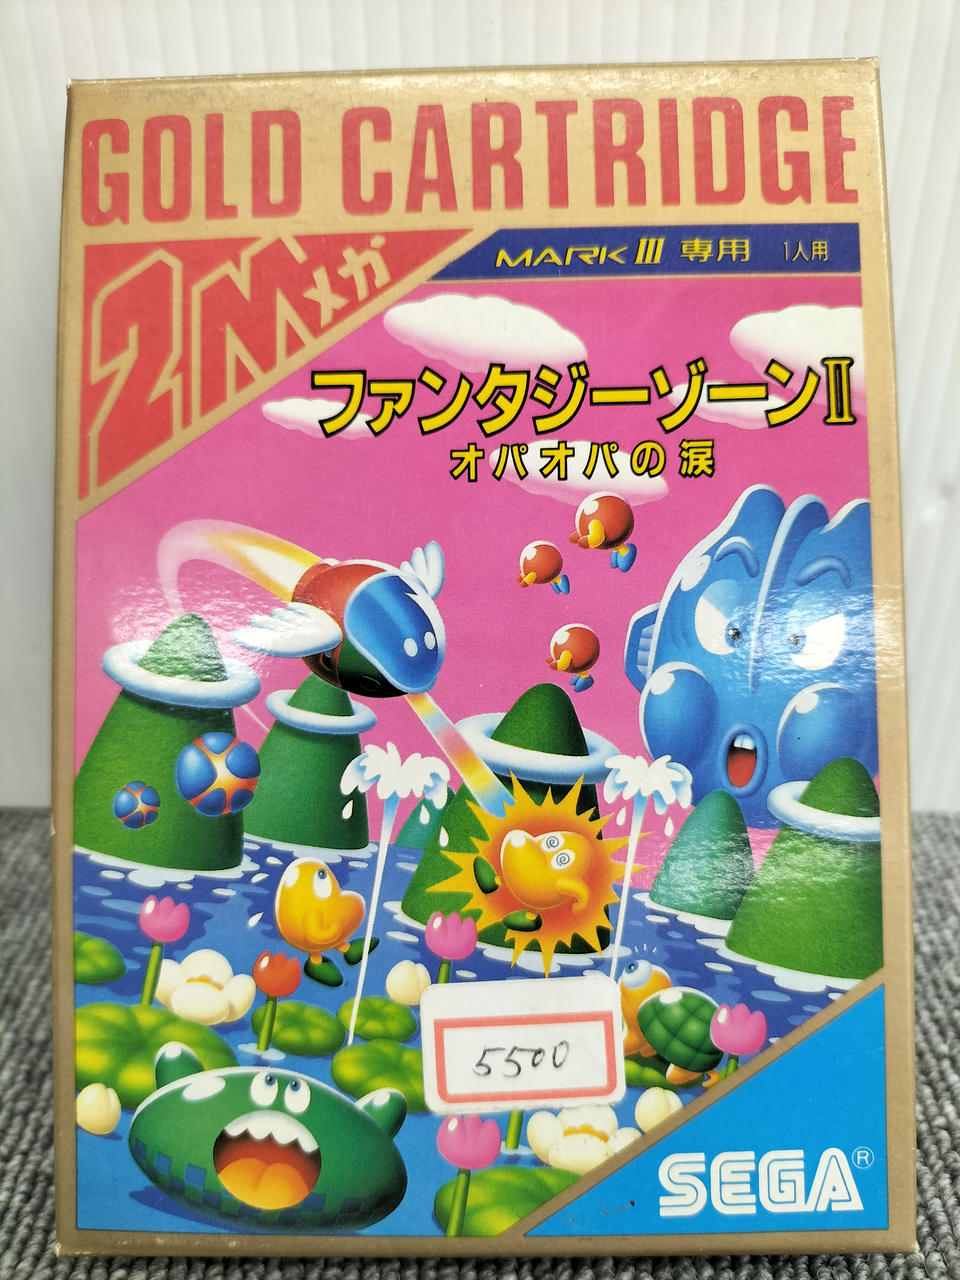 GOLD CARTRIDGE
2Mメガ
MARK III 専用 1人用
ファンタジーゾーンII
オパオパの涙
5500
SEGA®